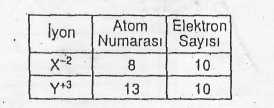 İyon Atom Numarası Elektron Sayısı
X⁻² 8 10
Y⁺³ 13 10